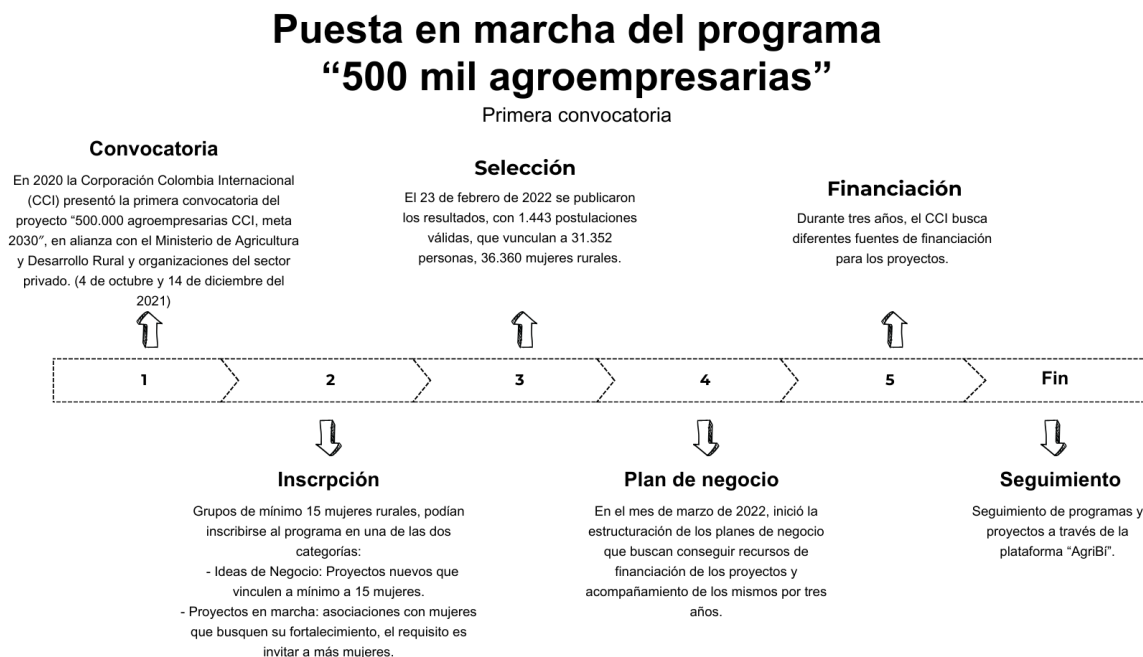 Puesta en marcha del programa
“500 mil agroempresarias”
Primera convocatoria
Convocatoria
En 2020 la Corporación Colombia Internacional
(CCI) presentó la primera convocatoria del
proyecto “500.000 agroempresarias CCI, meta
2030″, en alianza con el Ministerio de Agricultura
y Desarrollo Rural y organizaciones del sector
privado. (4 de octubre y 14 de diciembre del
2021)
Selección
El 23 de febrero de 2022 se publicaron
los resultados, con 1.443 postulaciones
válidas, que vunculan a 31.352
personas, 36.360 mujeres rurales.
Financiación
Durante tres años, el CCI busca
diferentes fuentes de financiación
para los proyectos.
1
2
3
4
5
Fin
Inscrpción
Grupos de mínimo 15 mujeres rurales, podían
inscribirse al programa en una de las dos
categorías:
- Ideas de Negocio: Proyectos nuevos que
vinculen a mínimo a 15 mujeres.
- Proyectos en marcha: asociaciones con mujeres
que busquen su fortalecimiento, el requisito es
invitar a más mujeres.
Plan de negocio
En el mes de marzo de 2022, inició la
estructuración de los planes de negocio
que buscan conseguir recursos de
financiación de los proyectos y
acompañamiento de los mismos por tres
años.
Seguimiento
Seguimiento de programas y
proyectos a través de la
plataforma “AgriBí”.